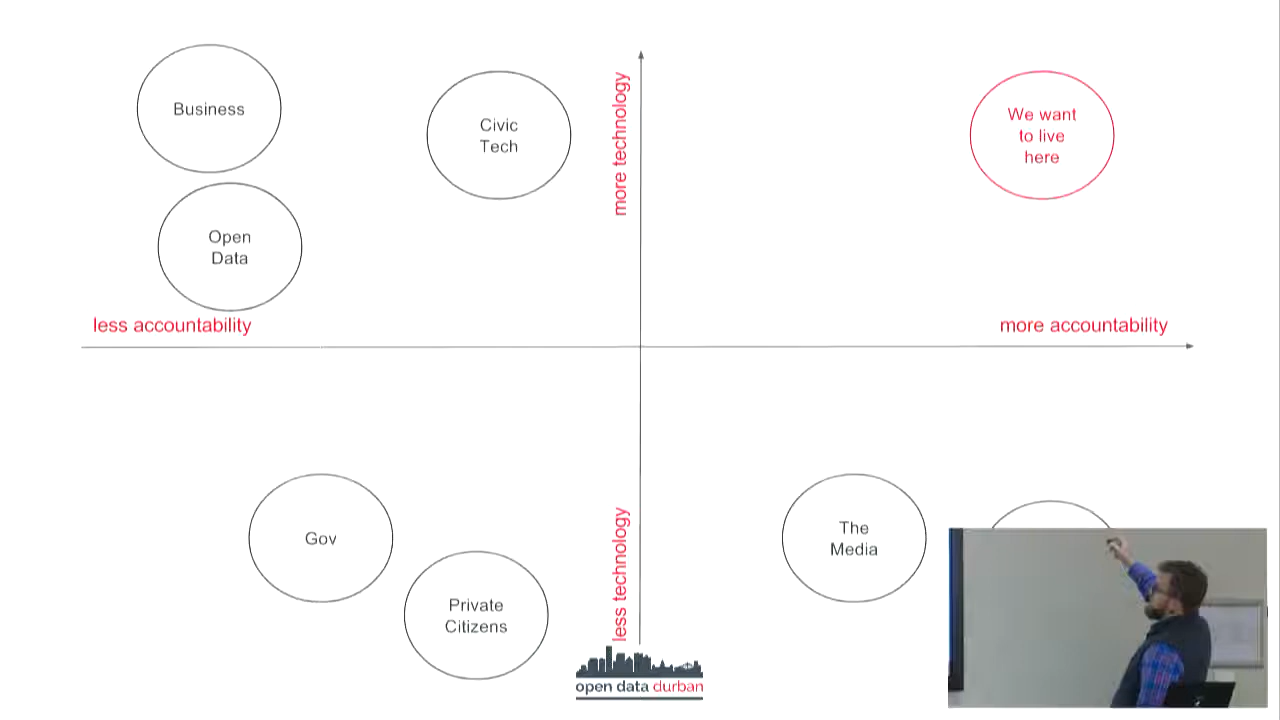 Business
Civic
Tech
more technology
We want
to live
here
Open
Data
less accountability
more accountability
Gov
Private
Citizens
less technology
The
Media
open data durban